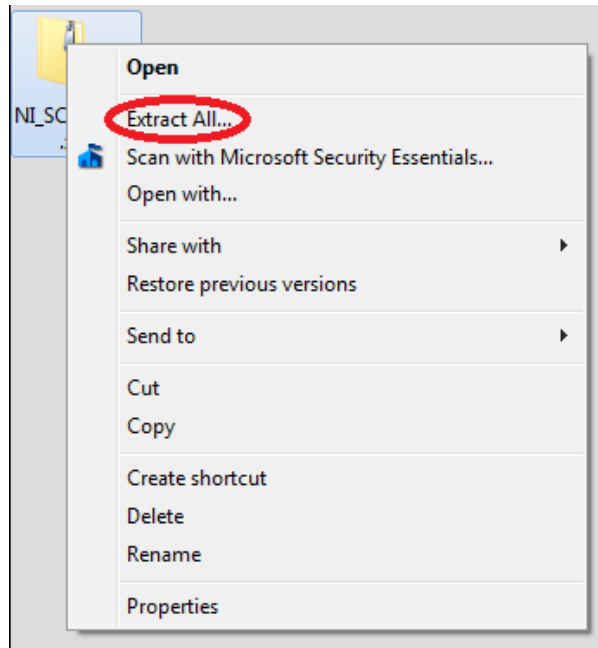 Open
NI_SC
Extract All...
Scan with Microsoft Security Essentials...
Open with...
Share with
Restore previous versions
Send to
Cut
Copy
Create shortcut
Delete
Rename
Properties